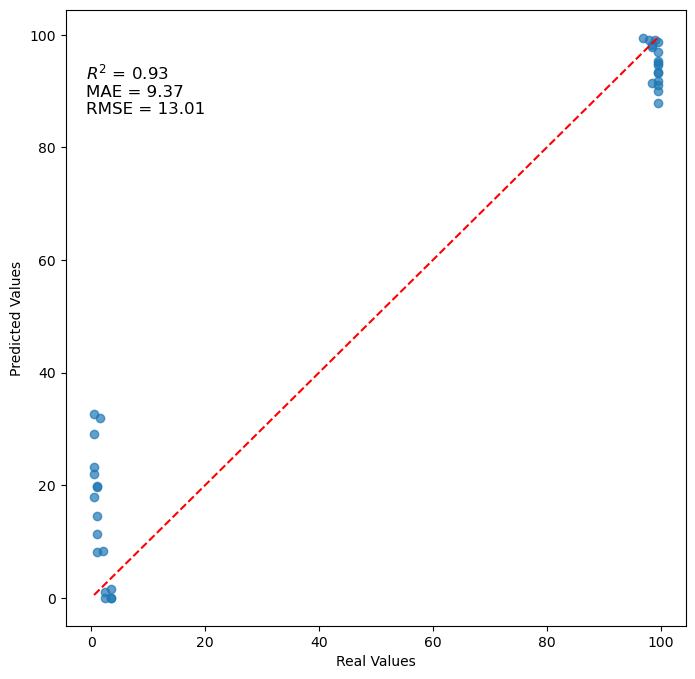 100
80
60
40
20
0
Predicted Values
R² = 0.93
MAE = 9.37
RMSE = 13.01
0 20 40 60 80 100
Real Values